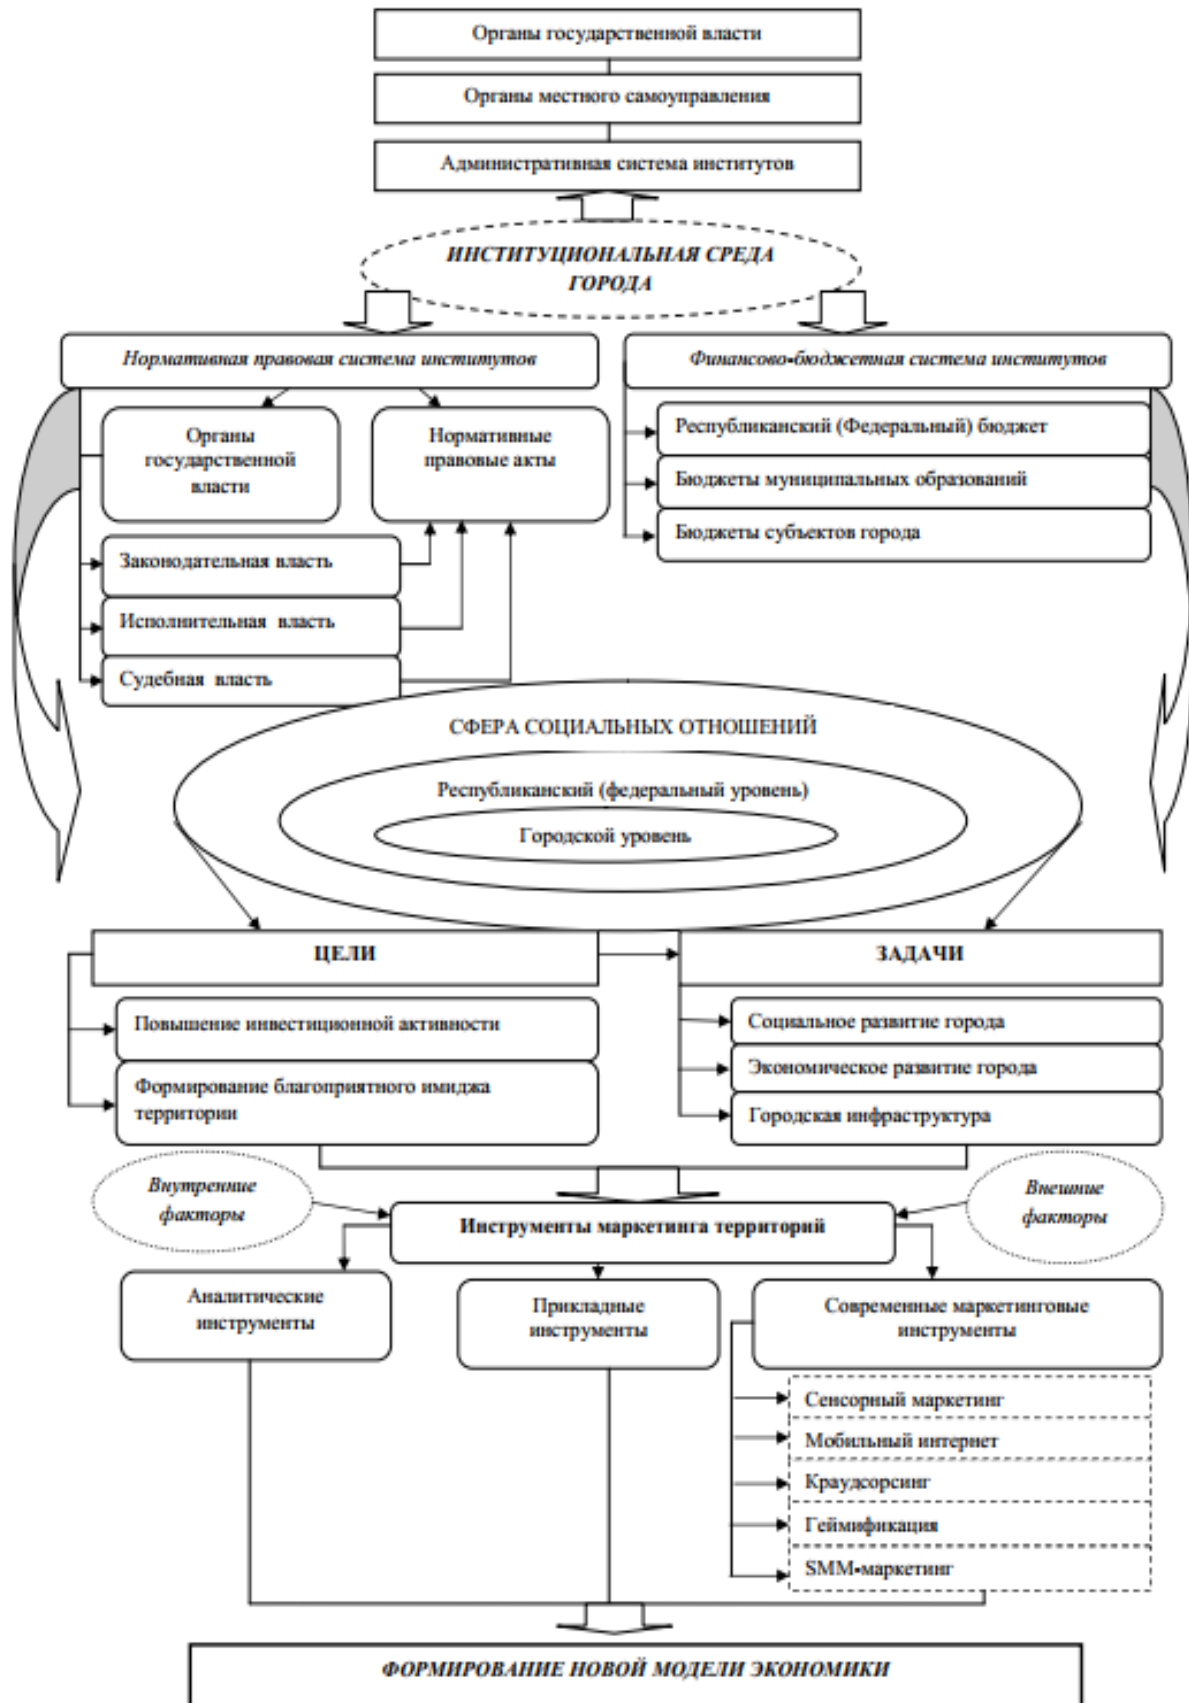 Органы государственной власти
Органы местного самоуправления
Административная система институтов
ИНСТИТУЦИОНАЛЬНАЯ СРЕДА
ГОРОДА
Нормативная правовая система институтов
Финансово-бюджетная система институтов
Органы
государственной
власти
Нормативные
правовые акты
Республиканский (Федеральный) бюджет
Бюджеты муниципальных образований
Бюджеты субъектов города
Законодательная власть
Исполнительная власть
Судебная власть
СФЕРА СОЦИАЛЬНЫХ ОТНОШЕНИЙ
Республиканский (федеральный уровень)
Городской уровень
ЦЕЛИ
ЗАДАЧИ
Повышение инвестиционной активности
Формирование благоприятного имиджа
территории
Социальное развитие города
Экономическое развитие города
Городская инфраструктура
Внутренние
факторы
Внешние
факторы
Инструменты маркетинга территорий
Аналитические
инструменты
Прикладные
инструменты
Современные маркетинговые
инструменты
Сенсорный маркетинг
Мобильный интернет
Краудсорсинг
Геймификация
SMM-маркетинг
ФОРМИРОВАНИЕ НОВОЙ МОДЕЛИ ЭКОНОМИКИ